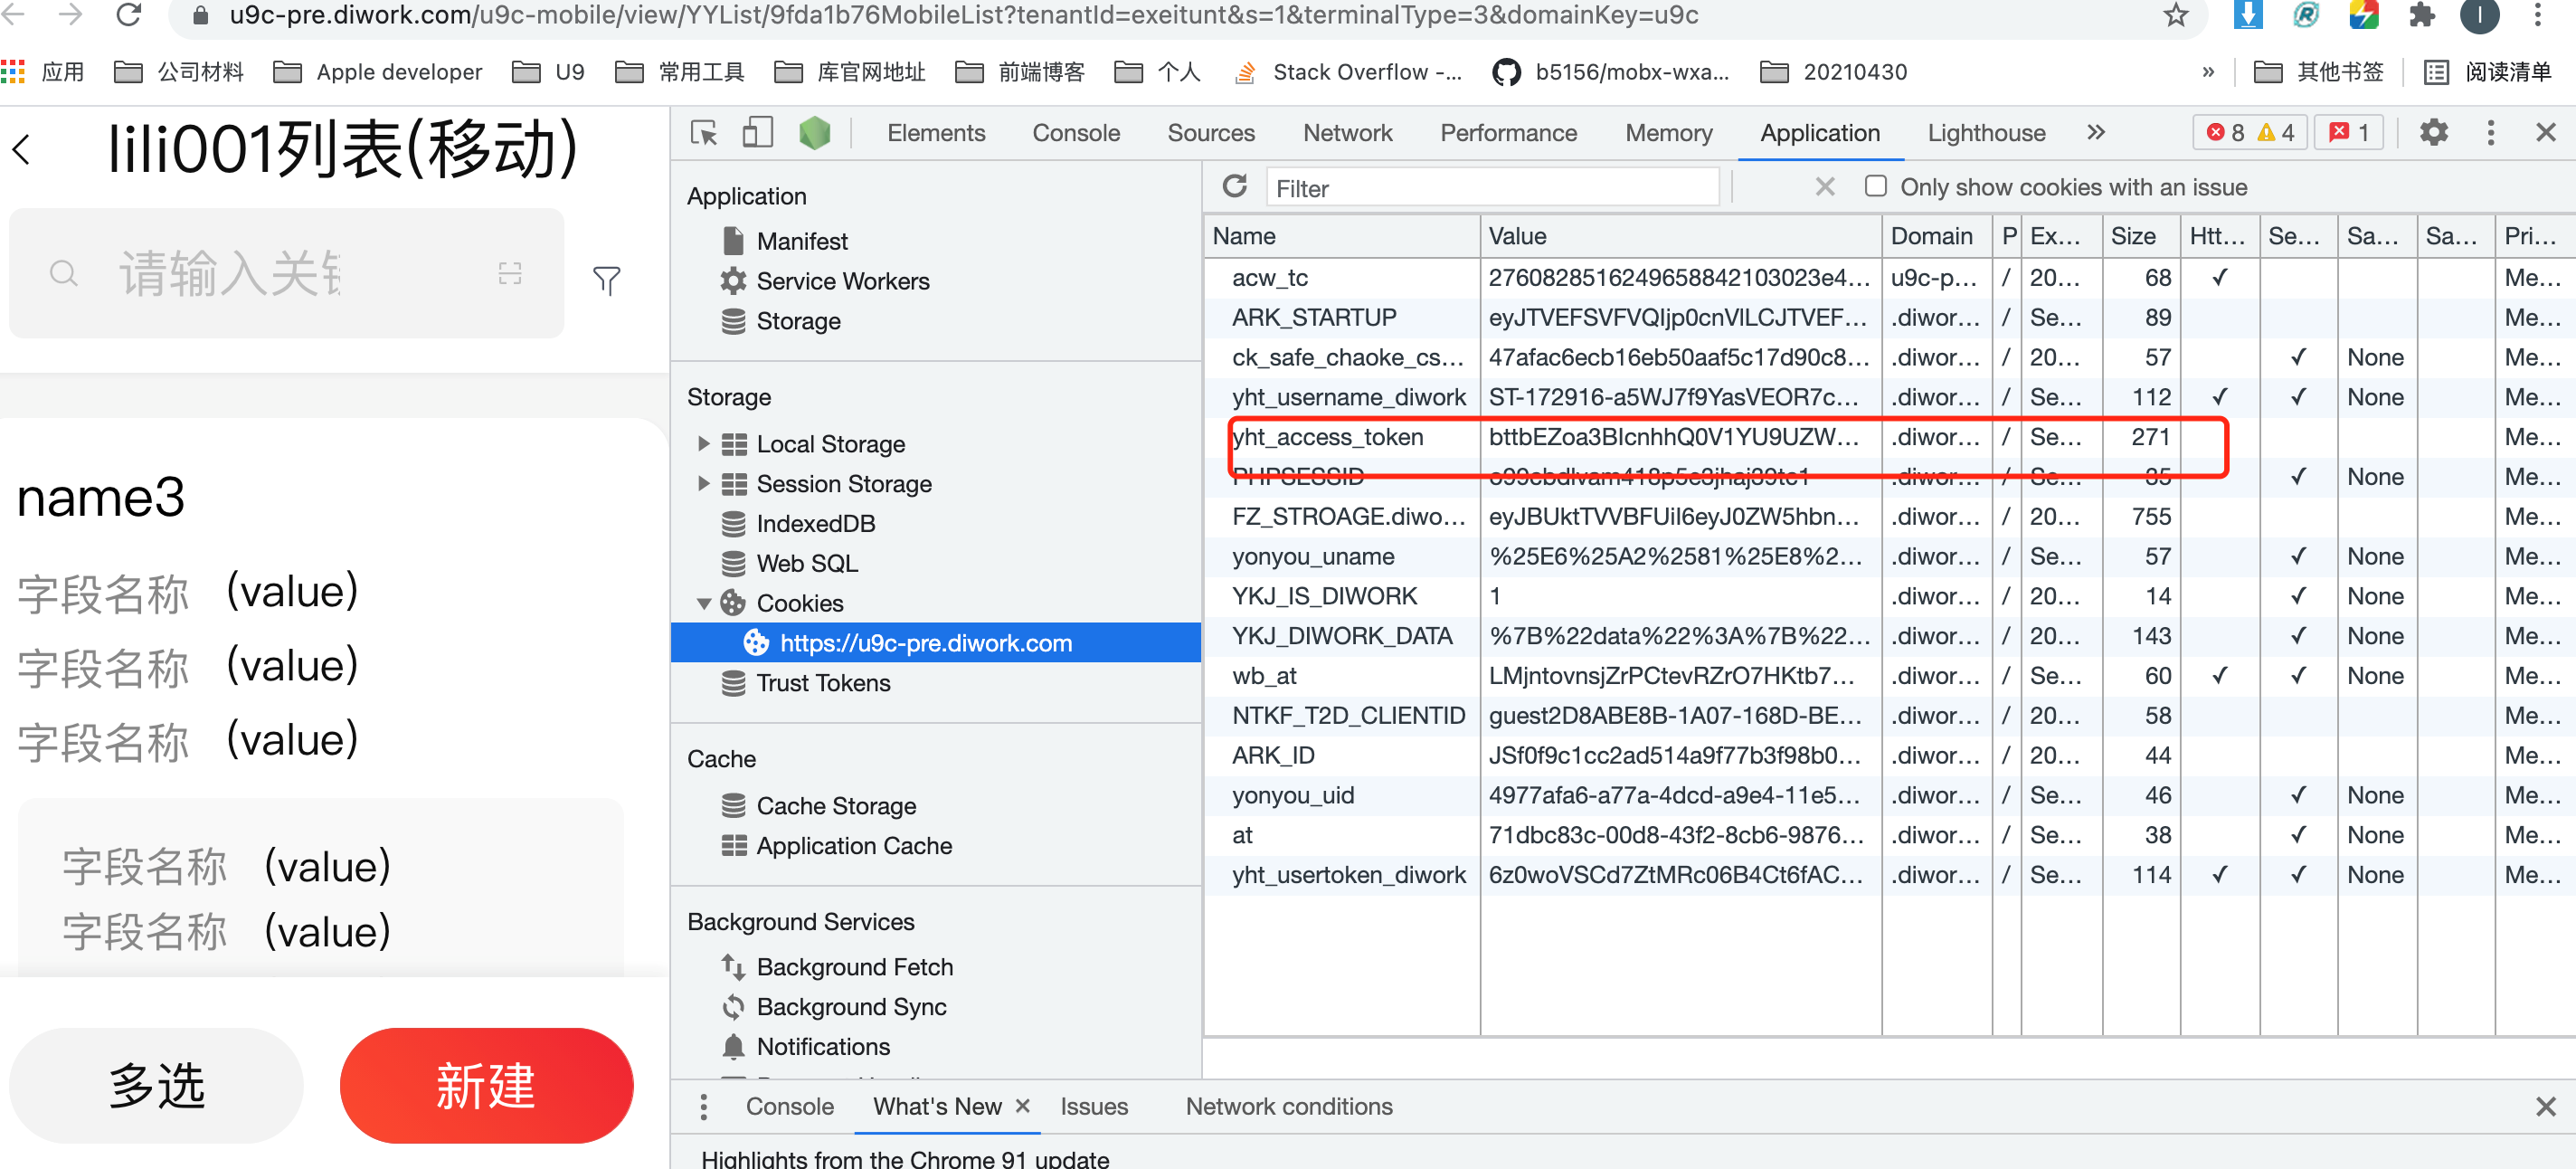 u9c-pre.diwork.com/u9c-mobile/view/YYList/9fda1b76MobileList?tenantId=exeitunt&s=1&terminalType=3&domainKey=u9c
I
应用 公司材料 Apple developer U9 常用工具 库官网地址 前端博客 个人 Stack Overflow -... b5156/mobx-wxa... 20210430 » 其他书签 阅读清单
lili001列表(移动)
请输入关
name3
字段名称 (value)
字段名称 (value)
字段名称 (value)
字段名称 (value)
字段名称 (value)
多选 新建
Elements Console Sources Network Performance Memory Application Lighthouse » 8 4 1
Application
Manifest
Service Workers
Storage
Storage
Local Storage
Session Storage
IndexedDB
Web SQL
Cookies
https://u9c-pre.diwork.com
Trust Tokens
Cache
Cache Storage
Application Cache
Background Services
Background Fetch
Background Sync
Notifications
Filter Only show cookies with an issue
Name Value Domain P Ex... Size Htt... Se... Sa... Sa... Pri...
acw_tc 2760828516249658842103023e4... u9c-p... / 20... 68 ✓ Me...
ARK_STARTUP eyJTVEFSVFVQIjp0cnVlLCJTVEF... .diwor... / Se... 89 Me...
ck_safe_chaoke_cs... 47afac6ecb16eb50aaf5c17d90c8... .diwor... / 20... 57 ✓ None Me...
yht_username_diwork ST-172916-a5WJ7f9YasVEOR7c... .diwor... / Se... 112 ✓ ✓ None Me...
yht_access_token bttbEZoa3BIcnhhQ0V1YU9UZW... .diwor... / Se... 271 Me...
PHPSESSID .diwor... / Se... 35 ✓ None Me...
FZ_STROAGE.diwo... eyJBUktTVVBFUiI6eyJ0ZW5hbn... .diwor... / 20... 755 Me...
yonyou_uname %25E6%25A2%2581%25E8%2... .diwor... / Se... 57 ✓ None Me...
YKJ_IS_DIWORK 1 .diwor... / 20... 14 ✓ None Me...
YKJ_DIWORK_DATA %7B%22data%22%3A%7B%22... .diwor... / 20... 143 ✓ None Me...
wb_at LMjntovnsjZrPCtevRZrO7HKtb7... .diwor... / Se... 60 ✓ ✓ None Me...
NTKF_T2D_CLIENTID guest2D8ABE8B-1A07-168D-BE... .diwor... / 20... 58 Me...
ARK_ID JSf0f9c1cc2ad514a9f77b3f98b0... .diwor... / 20... 44 Me...
yonyou_uid 4977afa6-a77a-4dcd-a9e4-11e5... .diwor... / Se... 46 ✓ None Me...
at 71dbc83c-00d8-43f2-8cb6-9876... .diwor... / Se... 38 ✓ None Me...
yht_usertoken_diwork 6z0woVSCd7ZtMRc06B4Ct6fAC... .diwor... / Se... 114 ✓ ✓ None Me...
Console What's New Issues Network conditions
Highlights from the Chrome 91 update